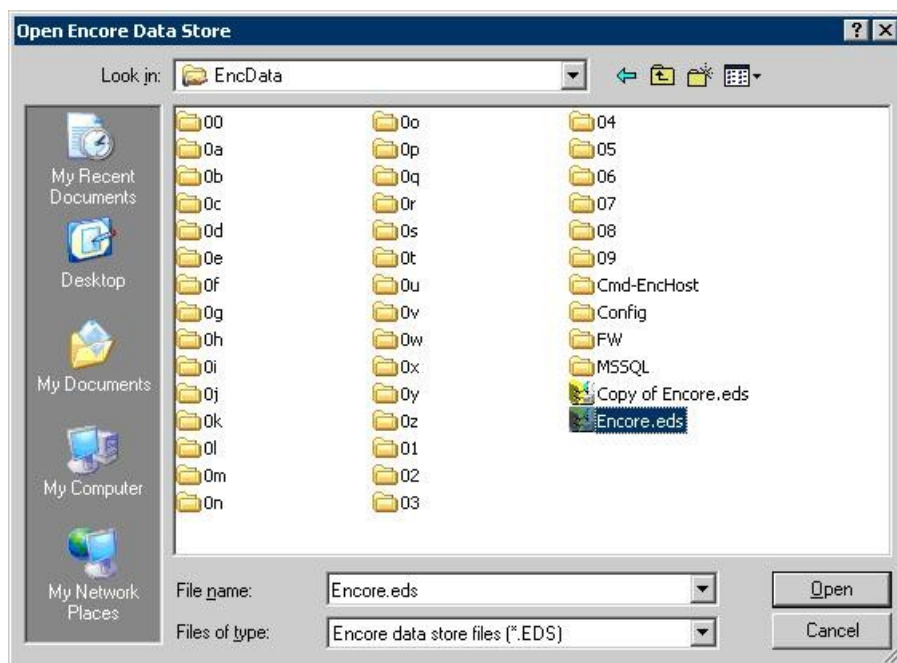 Open Encore Data Store
Look in: EncData
My Recent
Documents
Desktop
My Documents
My Computer
My Network
Places
00
0a
0b
0c
0d
0e
0f
0g
0h
0i
0j
0k
0l
0m
0n
0o
0p
0q
0r
0s
0t
0u
0v
0w
0x
0y
0z
01
02
03
04
05
06
07
08
09
Cmd-EncHost
Config
FW
MSSQL
Copy of Encore.eds
Encore.eds
File name: Encore.eds Open
Files of type: Encore data store files (*.EDS) Cancel